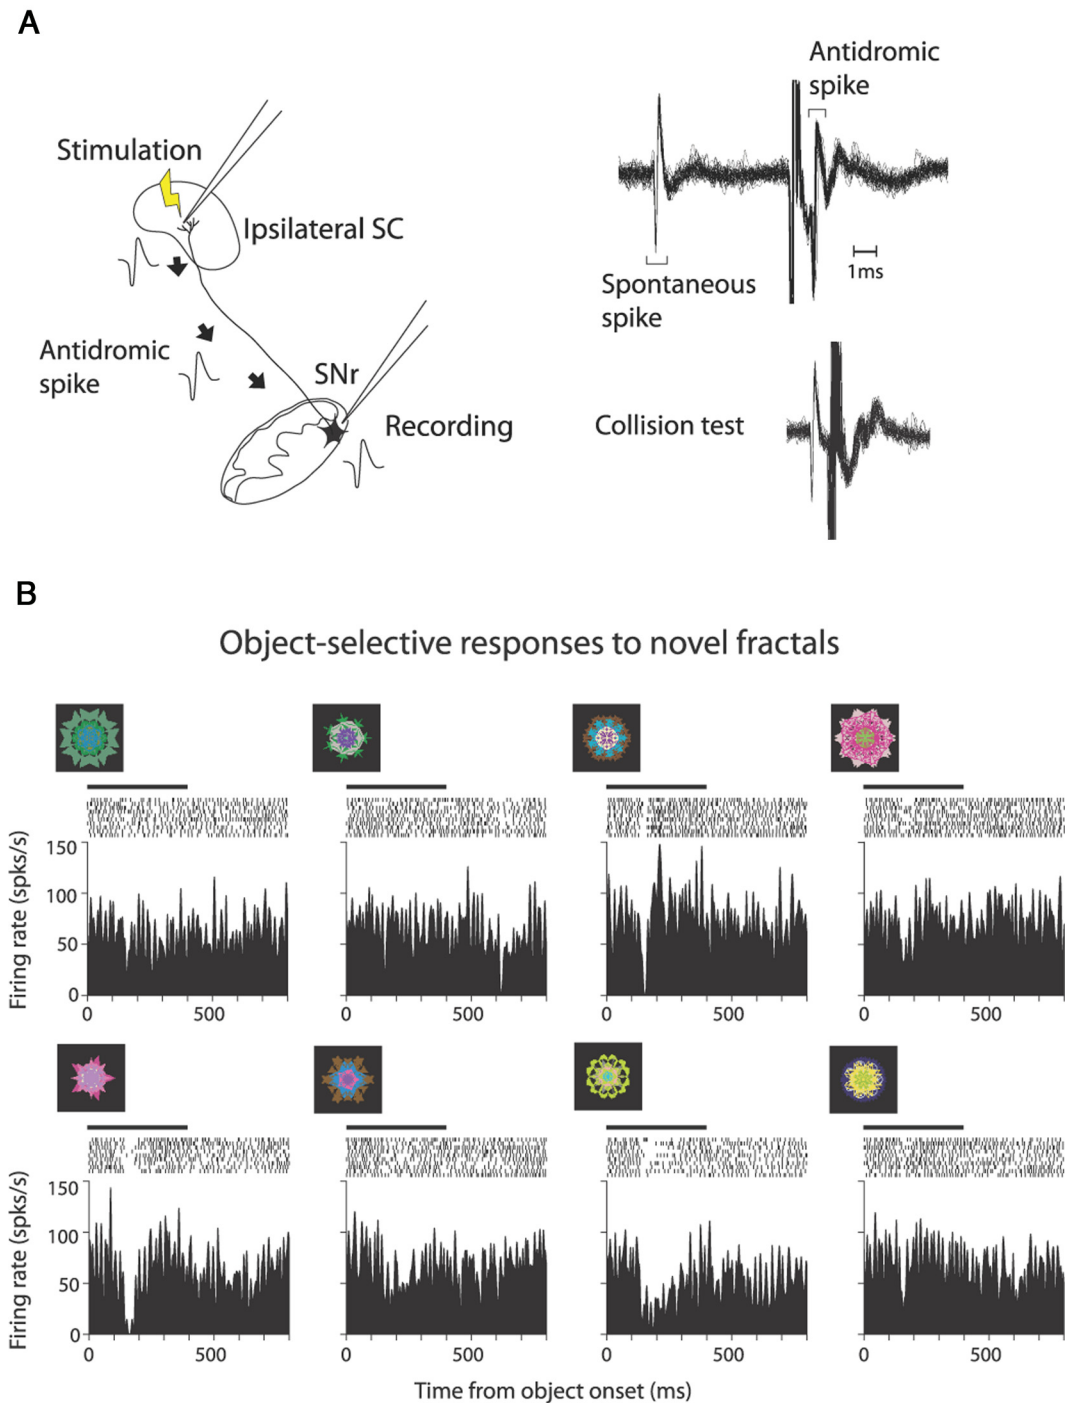 A
Stimulation
Ipsilateral SC
Antidromic
spike
SNr
Recording
Antidromic
spike
1ms
Spontaneous
spike
Collision test
B
Object-selective responses to novel fractals
Firing rate (spks/s)
150
100
50
0
0 500
0 500
0 500
0 500
Firing rate (spks/s)
150
100
50
0
0 500
0 500
0 500
0 500
Time from object onset (ms)